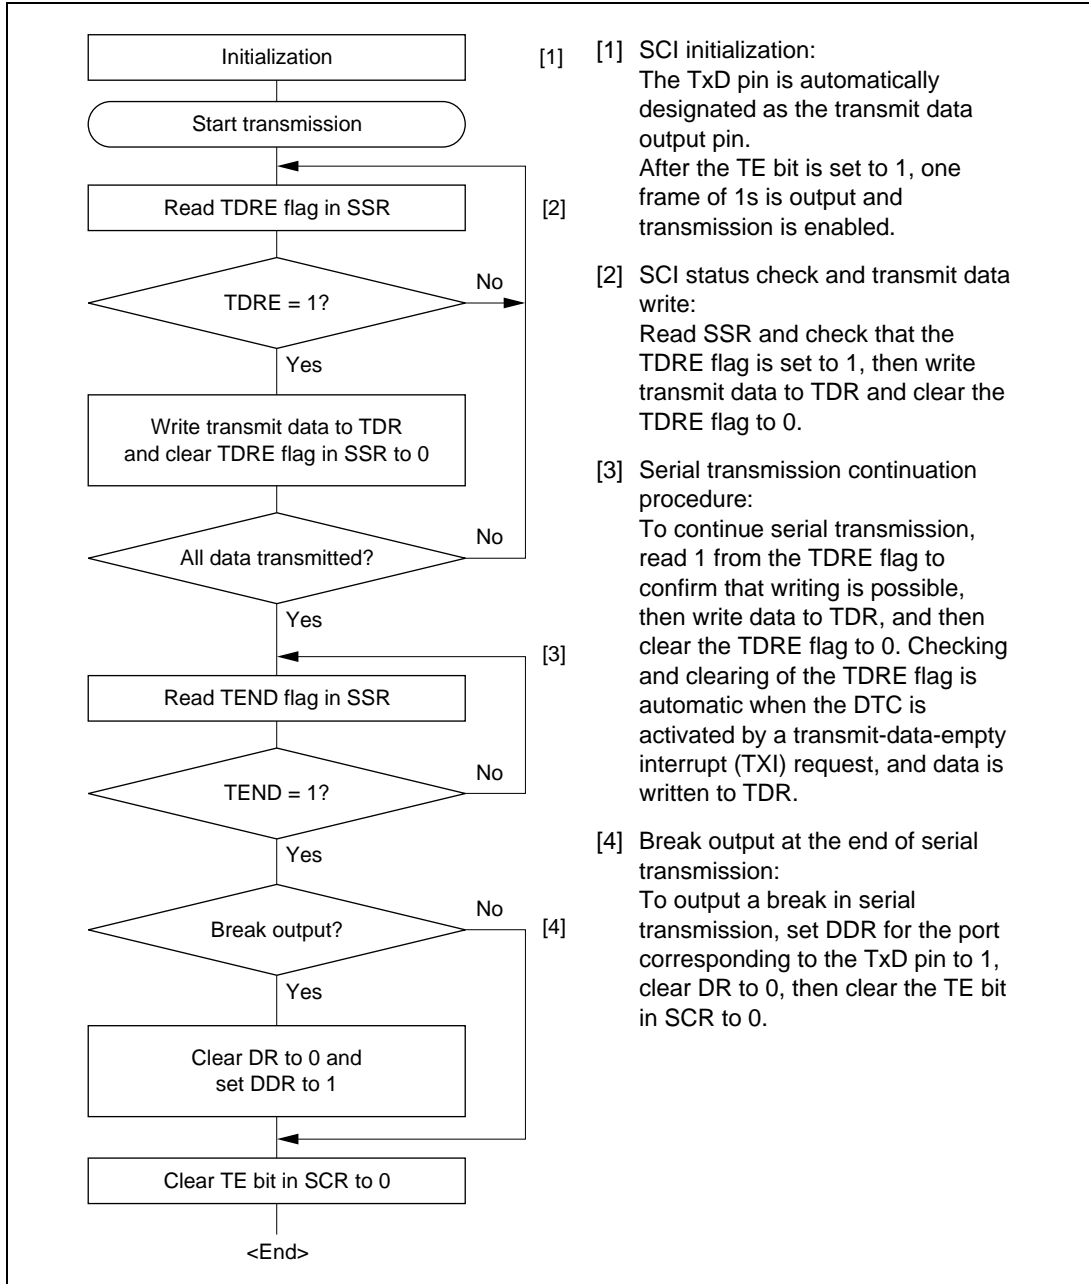 Initialization
[1]
Start transmission
Read TDRE flag in SSR
[2]
TDRE = 1?
No
Yes
Write transmit data to TDR
and clear TDRE flag in SSR to 0
All data transmitted?
No
Yes
[3]
Read TEND flag in SSR
TEND = 1?
No
Yes
Break output?
No
[4]
Yes
Clear DR to 0 and
set DDR to 1
Clear TE bit in SCR to 0
<End>
[1] SCI initialization:
The TxD pin is automatically
designated as the transmit data
output pin.
After the TE bit is set to 1, one
frame of 1s is output and
transmission is enabled.
[2] SCI status check and transmit data
write:
Read SSR and check that the
TDRE flag is set to 1, then write
transmit data to TDR and clear the
TDRE flag to 0.
[3] Serial transmission continuation
procedure:
To continue serial transmission,
read 1 from the TDRE flag to
confirm that writing is possible,
then write data to TDR, and then
clear the TDRE flag to 0. Checking
and clearing of the TDRE flag is
automatic when the DTC is
activated by a transmit-data-empty
interrupt (TXI) request, and data is
written to TDR.
[4] Break output at the end of serial
transmission:
To output a break in serial
transmission, set DDR for the port
corresponding to the TxD pin to 1,
clear DR to 0, then clear the TE bit
in SCR to 0.